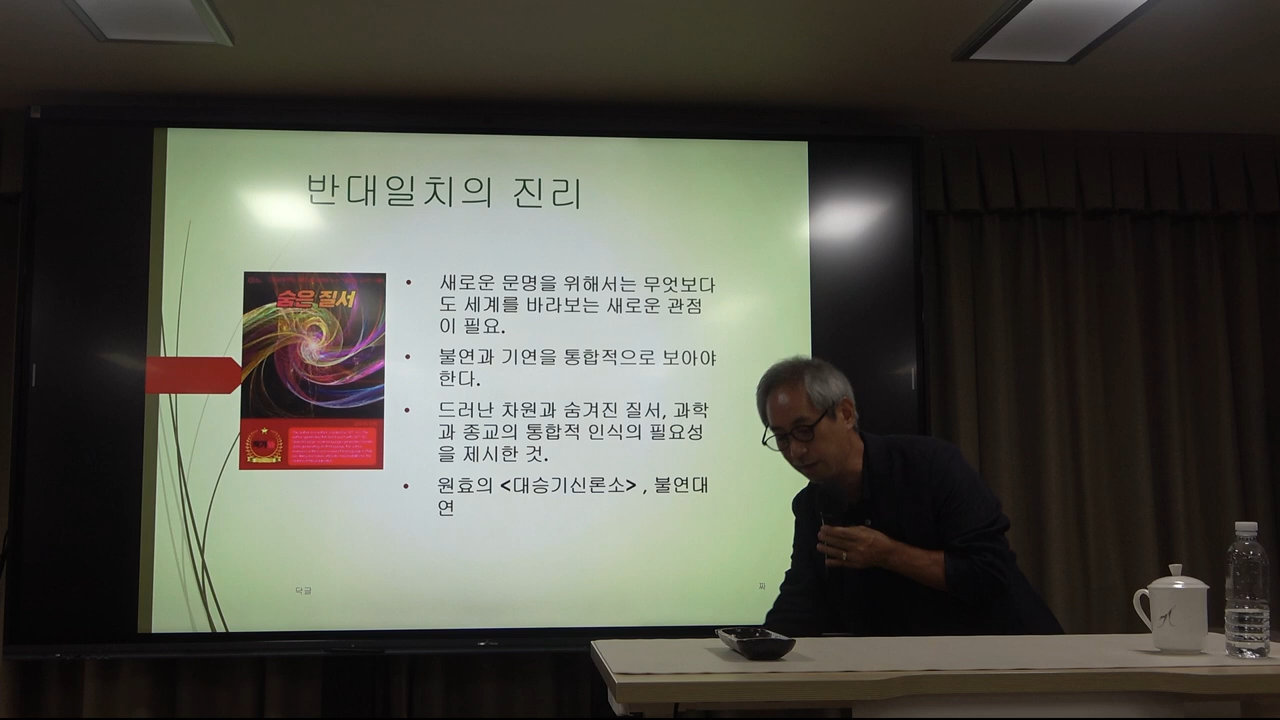 반대일치의 진리
숨은 질서
새로운 문명을 위해서는 무엇보다
도 세계를 바라보는 새로운 관점
이 필요.
불연과 기연을 통합적으로 보아야
한다.
드러난 차원과 숨겨진 질서, 과학
과 종교의 통합적 인식의 필요성
을 제시한 것.
원효의 <대승기신론소> , 불연대
연
닥글
짜